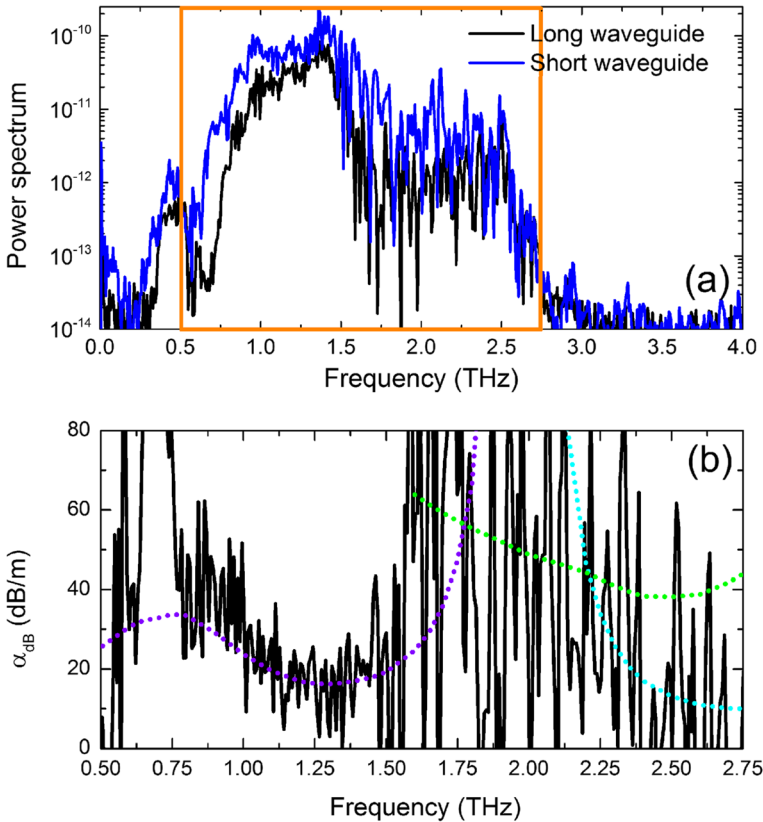 Long waveguide
Short waveguide
Power spectrum
10⁻¹⁰
10⁻¹¹
10⁻¹²
10⁻¹³
10⁻¹⁴
(a)
0.0 0.5 1.0 1.5 2.0 2.5 3.0 3.5 4.0
Frequency (THz)
(b)
α_dB (dB/m)
80
60
40
20
0
0.50 0.75 1.00 1.25 1.50 1.75 2.00 2.25 2.50 2.75
Frequency (THz)